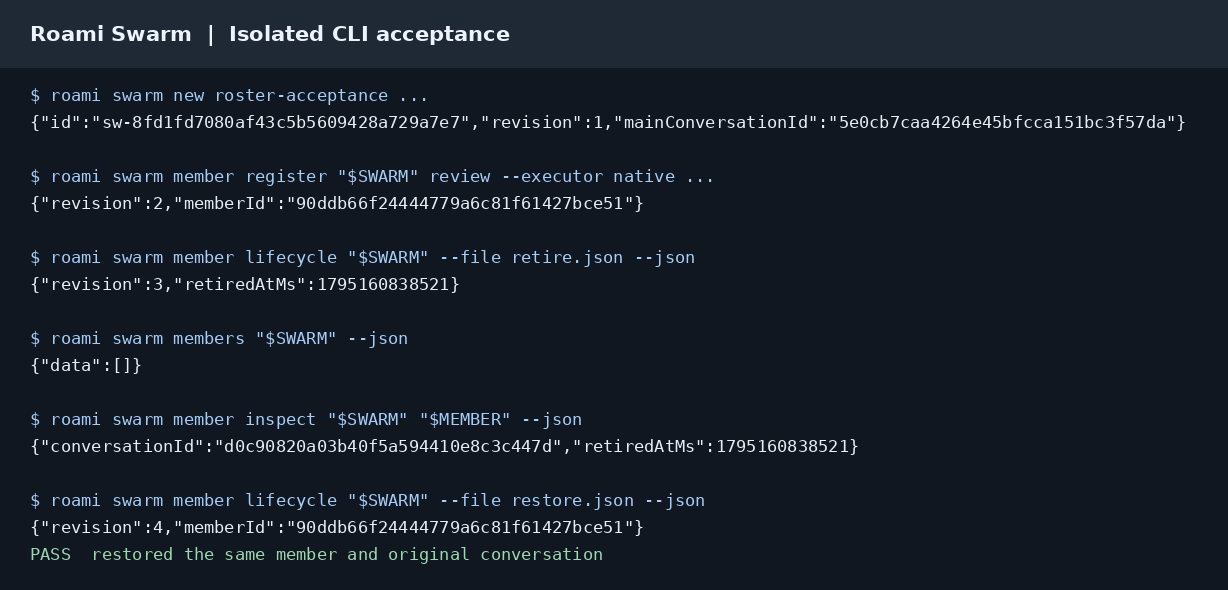 Roami Swarm | Isolated CLI acceptance
$ roami swarm new roster-acceptance ...
{"id":"sw-8fd1fd7080af43c5b5609428a729a7e7","revision":1,"mainConversationId":"5e0cb7caa4264e45bfcca151bc3f57da"}
$ roami swarm member register "$SWARM" review --executor native ...
{"revision":2,"memberId":"90ddb66f24444779a6c81f61427bce51"}
$ roami swarm member lifecycle "$SWARM" --file retire.json --json
{"revision":3,"retiredAtMs":1795160838521}
$ roami swarm members "$SWARM" --json
{"data":[]}
$ roami swarm member inspect "$SWARM" "$MEMBER" --json
{"conversationId":"d0c90820a03b40f5a594410e8c3c447d","retiredAtMs":1795160838521}
$ roami swarm member lifecycle "$SWARM" --file restore.json --json
{"revision":4,"memberId":"90ddb66f24444779a6c81f61427bce51"}
PASS  restored the same member and original conversation